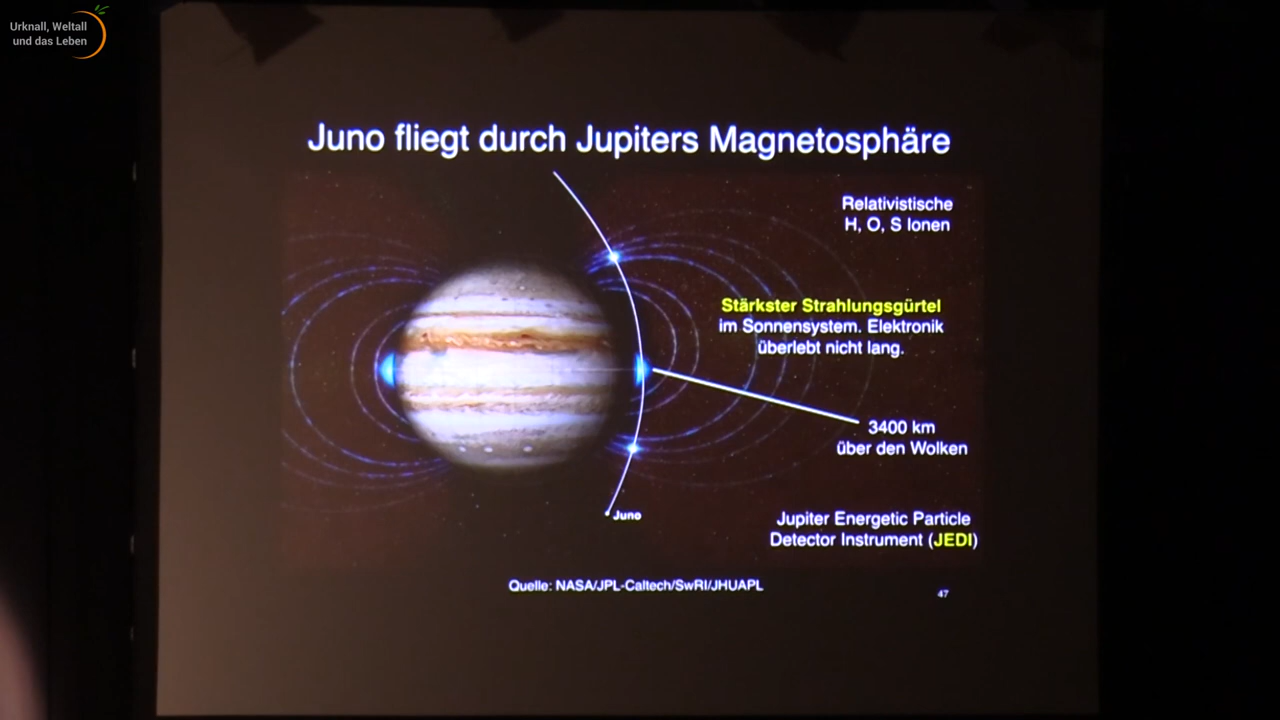 Urknall, Weltall
und das Leben
Juno fliegt durch Jupiters Magnetosphäre
Relativistische
H, O, S Ionen
Stärkster Strahlungsgürtel
im Sonnensystem. Elektronik
überlebt nicht lang.
3400 km
über den Wolken
Juno
Jupiter Energetic Particle
Detector Instrument (JEDI)
Quelle: NASA/JPL-Caltech/SwRI/JHUAPL
47